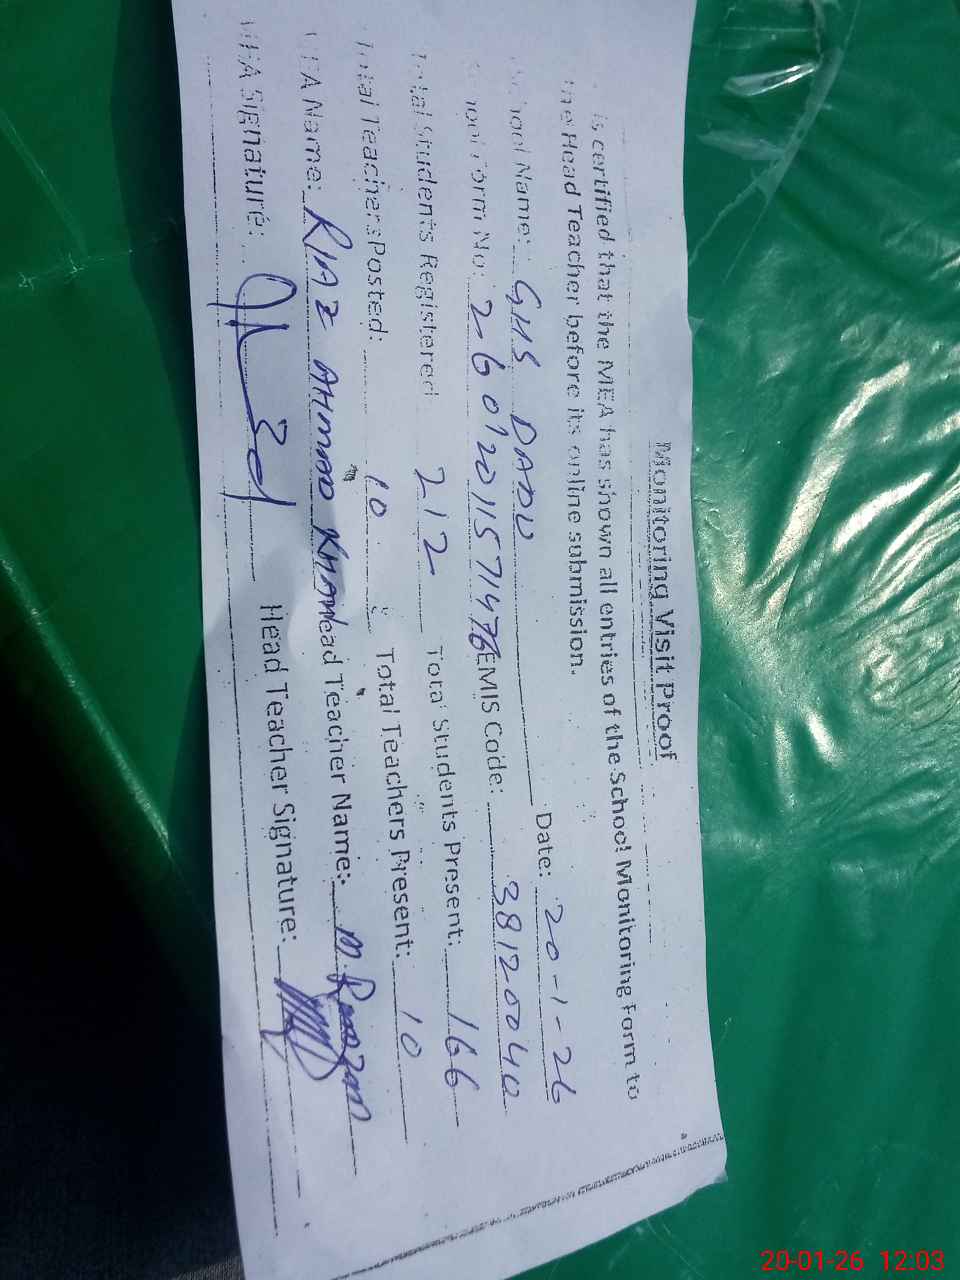 Monitoring Visit Proof
is certified that the MEA has shown all entries of the School Monitoring Form to
the Head Teacher before its online submission.
School Name: GHS DADU Date: 20-1-26
Form No: 260122011571476 EMIS Code: 38120040
Total Students Registered 212 Total Students Present: 166
Total Teachers Posted: 10 Total Teachers Present: 10
MEA Name: RIAZ AHMAD KHAN Head Teacher Name: M. Ramzan
MEA Signature: Head Teacher Signature:
20-01-26 12:03